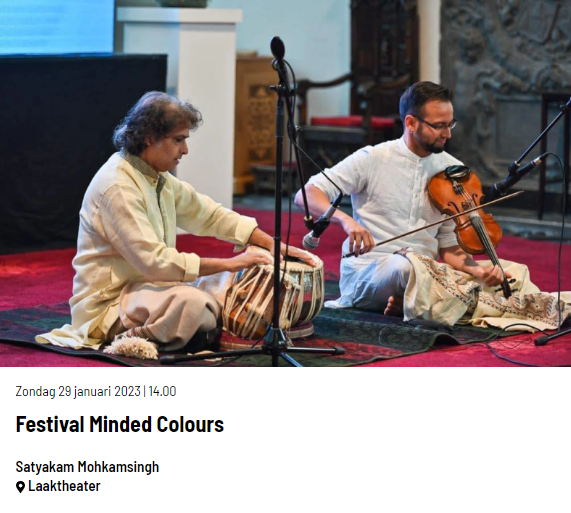 Zondag 29 januari 2023 | 14.00
Festival Minded Colours
Satyakam Mohkamsingh
Laaktheater